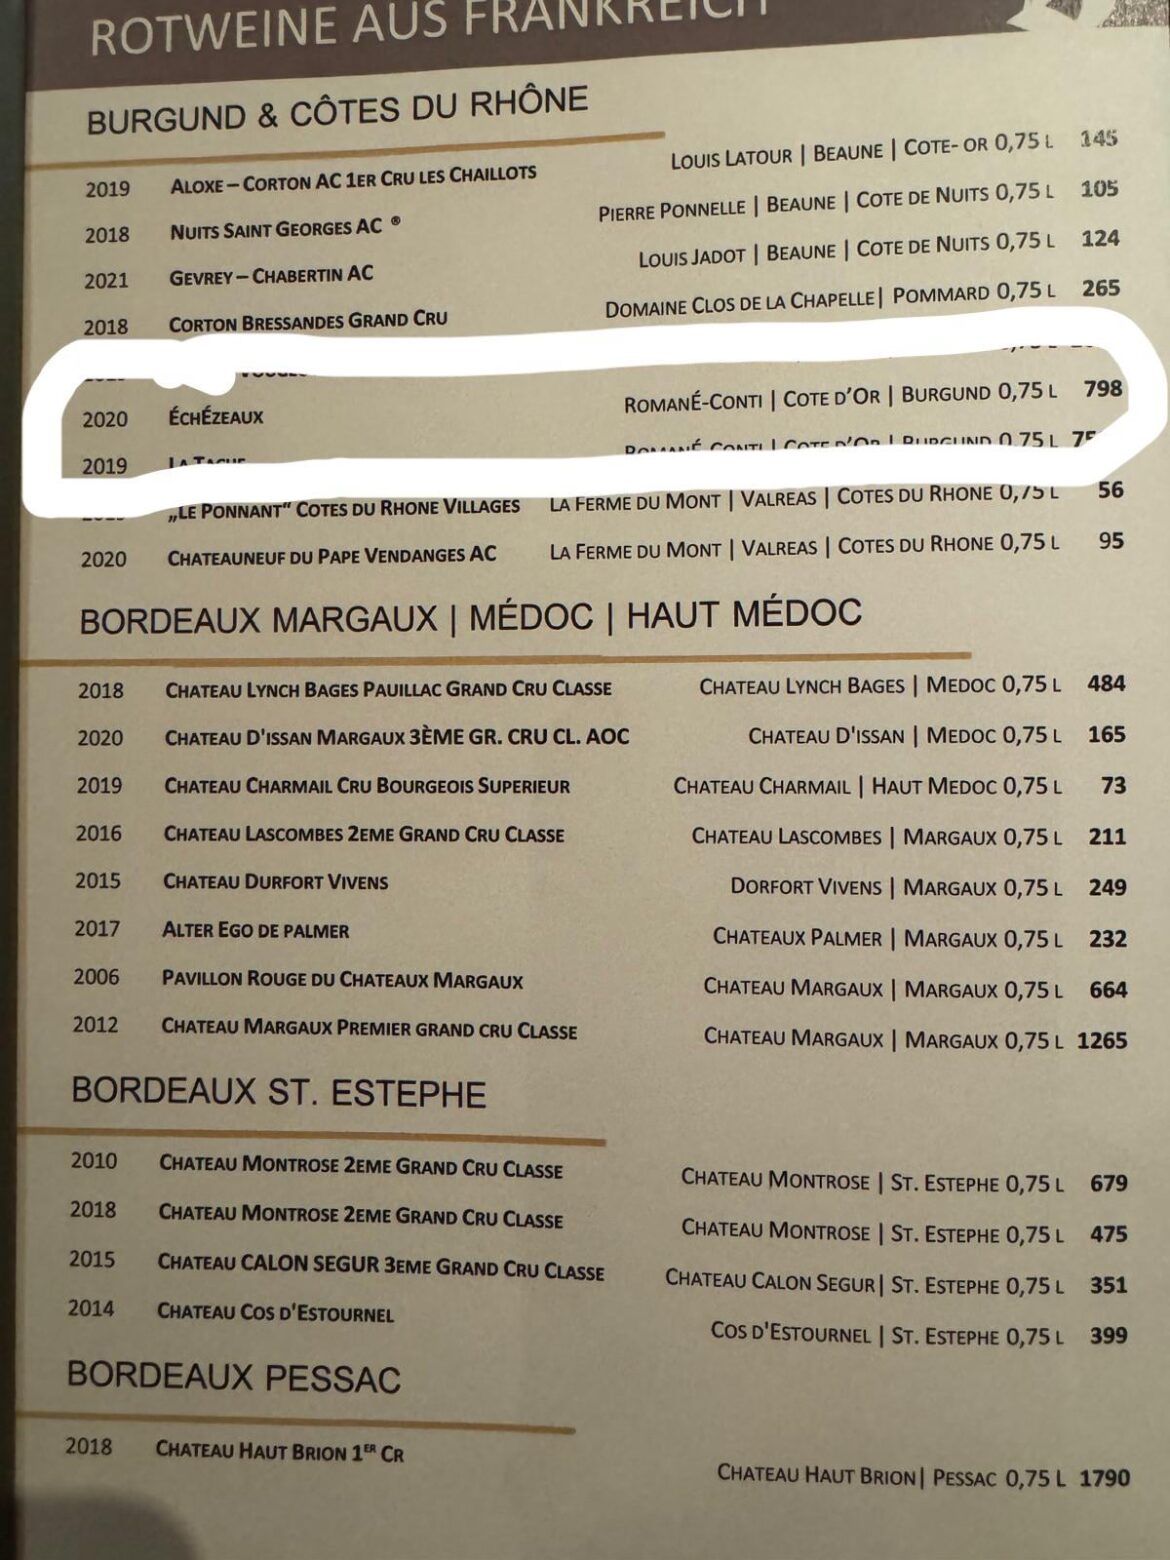 ROTWEINE AUS FRANKREICH
BURGUND & CÔTES DU RHÔNE
2019 ALOXE – CORTON AC 1ER CRU LES CHAILLOTS LOUIS LATOUR | BEAUNE | COTE- OR 0,75 L 145
2018 NUITS SAINT GEORGES AC ® PIERRE PONNELLE | BEAUNE | COTE DE NUITS 0,75 L 105
2021 GEVREY – CHABERTIN AC LOUIS JADOT | BEAUNE | COTE DE NUITS 0,75 L 124
2018 CORTON BRESSANDES GRAND CRU DOMAINE CLOS DE LA CHAPELLE| POMMARD 0,75 L 265
2020 ÉCHÉZEAUX ROMANÉ-CONTI | COTE D'OR | BURGUND 0,75 L 798
2019 LA TACHE ROMANÉ-CONTI | COTE D'OR | BURGUND 0,75 L
„LE PONNANT“ COTES DU RHONE VILLAGES LA FERME DU MONT | VALREAS | COTES DU RHONE 0,75 L 56
2020 CHATEAUNEUF DU PAPE VENDANGES AC LA FERME DU MONT | VALREAS | COTES DU RHONE 0,75 L 95
BORDEAUX MARGAUX | MÉDOC | HAUT MÉDOC
2018 CHATEAU LYNCH BAGES PAUILLAC GRAND CRU CLASSE CHATEAU LYNCH BAGES | MEDOC 0,75 L 484
2020 CHATEAU D'ISSAN MARGAUX 3ÈME GR. CRU CL. AOC CHATEAU D'ISSAN | MEDOC 0,75 L 165
2019 CHATEAU CHARMAIL CRU BOURGEOIS SUPERIEUR CHATEAU CHARMAIL | HAUT MEDOC 0,75 L 73
2016 CHATEAU LASCOMBES 2EME GRAND CRU CLASSE CHATEAU LASCOMBES | MARGAUX 0,75 L 211
2015 CHATEAU DURFORT VIVENS DORFORT VIVENS | MARGAUX 0,75 L 249
2017 ALTER EGO DE PALMER CHATEAUX PALMER | MARGAUX 0,75 L 232
2006 PAVILLON ROUGE DU CHATEAUX MARGAUX CHATEAU MARGAUX | MARGAUX 0,75 L 664
2012 CHATEAU MARGAUX PREMIER GRAND CRU CLASSE CHATEAU MARGAUX | MARGAUX 0,75 L 1265
BORDEAUX ST. ESTEPHE
2010 CHATEAU MONTROSE 2EME GRAND CRU CLASSE CHATEAU MONTROSE | ST. ESTEPHE 0,75 L 679
2018 CHATEAU MONTROSE 2EME GRAND CRU CLASSE CHATEAU MONTROSE | ST. ESTEPHE 0,75 L 475
2015 CHATEAU CALON SEGUR 3EME GRAND CRU CLASSE CHATEAU CALON SEGUR| ST. ESTEPHE 0,75 L 351
2014 CHATEAU COS D'ESTOURNEL COS D'ESTOURNEL | ST. ESTEPHE 0,75 L 399
BORDEAUX PESSAC
2018 CHATEAU HAUT BRION 1ER CR CHATEAU HAUT BRION| PESSAC 0,75 L 1790